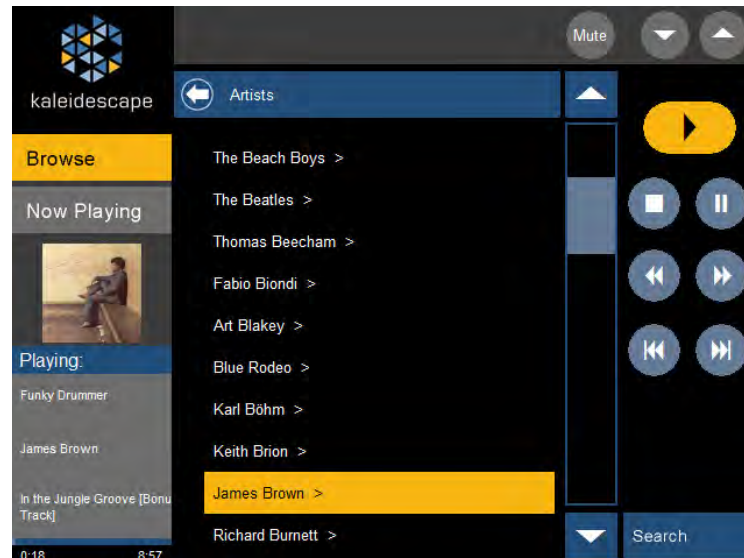 kaleidescape
Mute
Artists
Browse
Now Playing
Playing:
Funky Drummer
James Brown
In the Jungle Groove [Bonu
Track]
0:18 8:57
The Beach Boys >
The Beatles >
Thomas Beecham >
Fabio Biondi >
Art Blakey >
Blue Rodeo >
Karl Böhm >
Keith Brion >
James Brown >
Richard Burnett >
Search